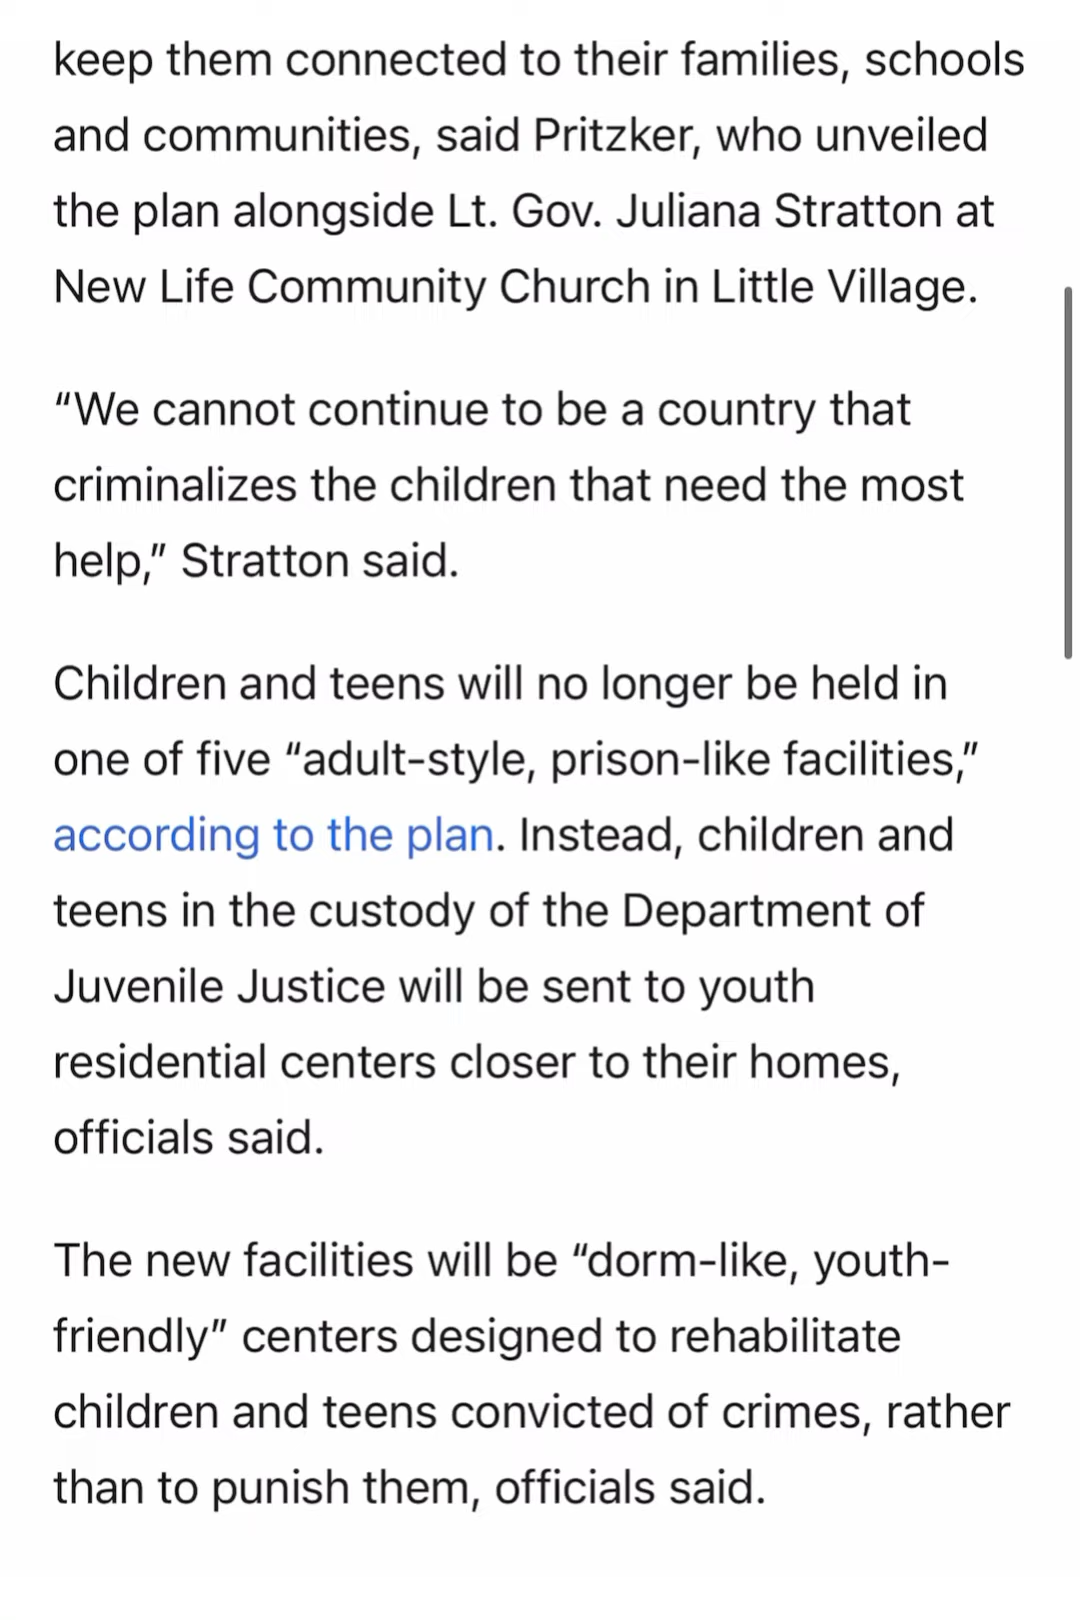 keep them connected to their families, schools
and communities, said Pritzker, who unveiled
the plan alongside Lt. Gov. Juliana Stratton at
New Life Community Church in Little Village.
“We cannot continue to be a country that
criminalizes the children that need the most
help,” Stratton said.
Children and teens will no longer be held in
one of five “adult-style, prison-like facilities,”
according to the plan. Instead, children and
teens in the custody of the Department of
Juvenile Justice will be sent to youth
residential centers closer to their homes,
officials said.
The new facilities will be “dorm-like, youth-
friendly” centers designed to rehabilitate
children and teens convicted of crimes, rather
than to punish them, officials said.